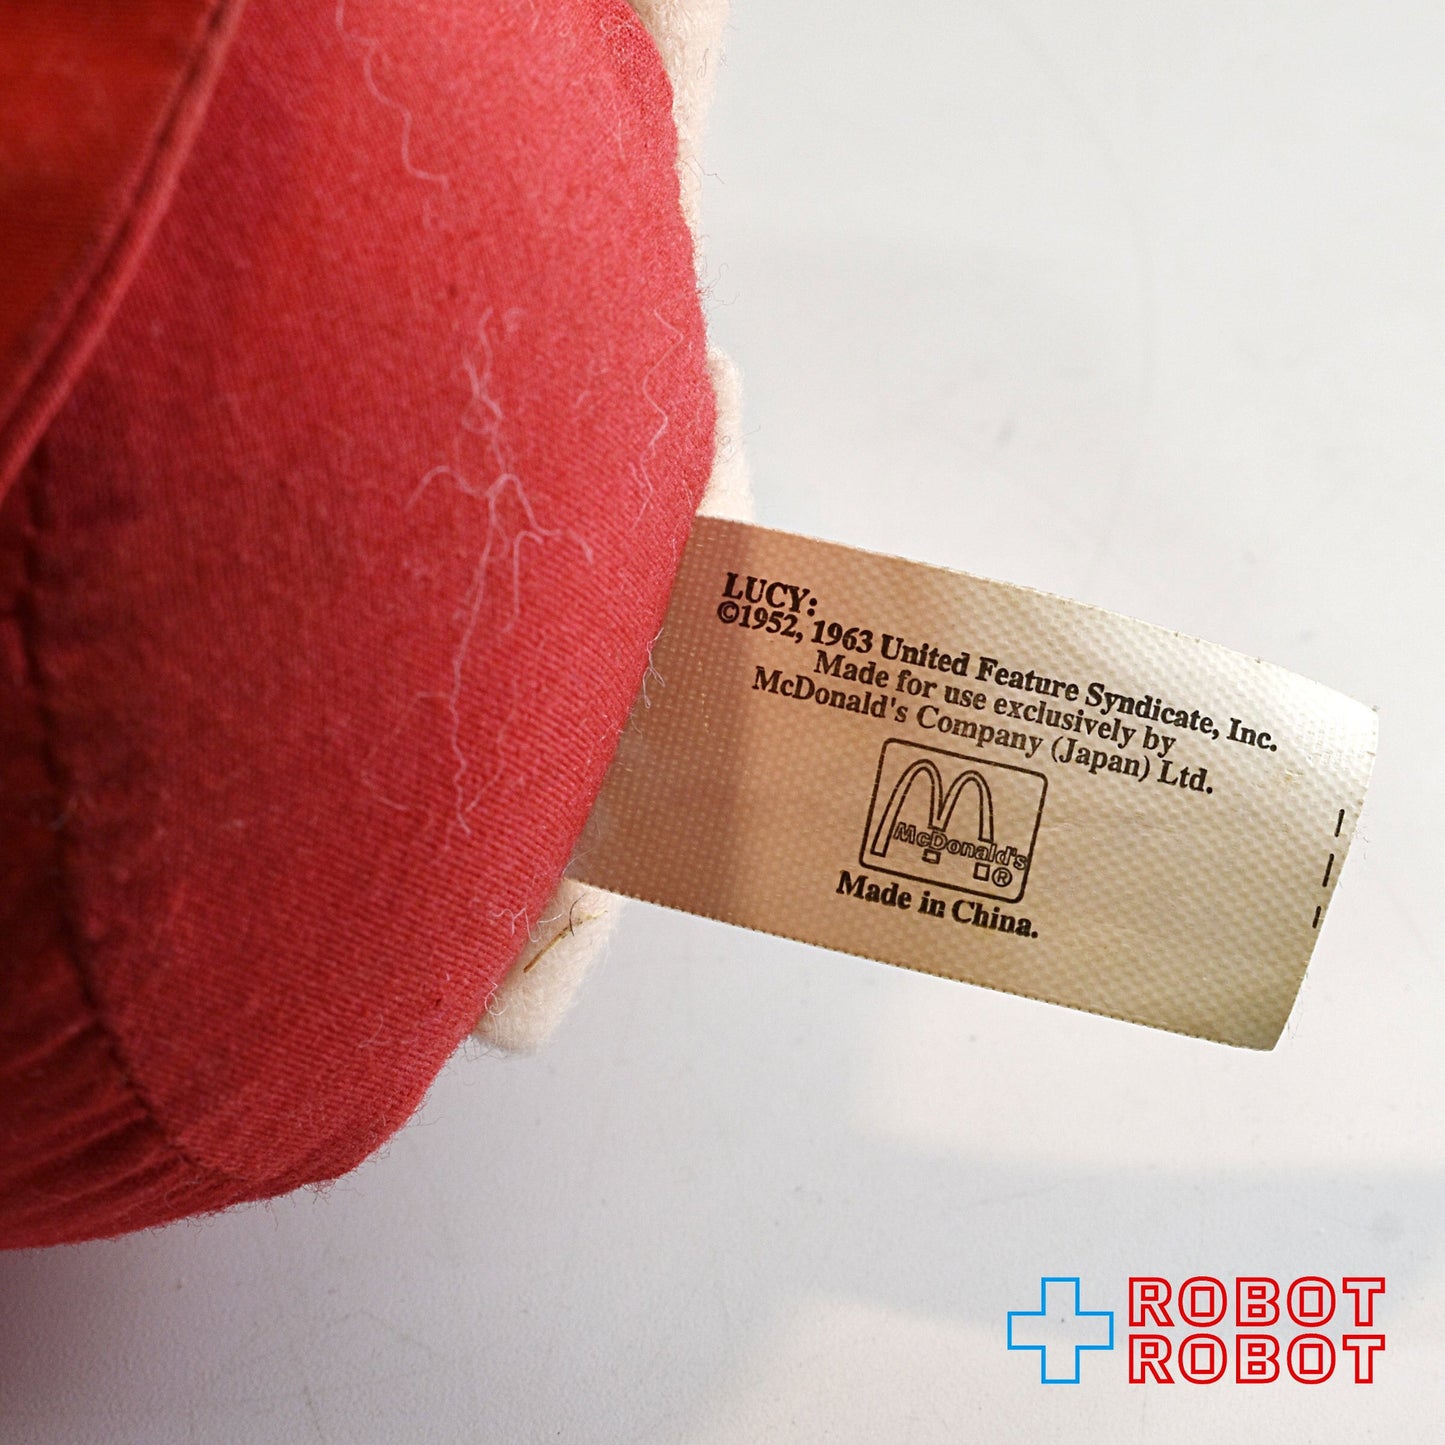 LUCY:
©1952, 1963 United Feature Syndicate, Inc.
Made for use exclusively by
McDonald's Company (Japan) Ltd.
McDonald's
®
Made in China.
ROBOT
ROBOT